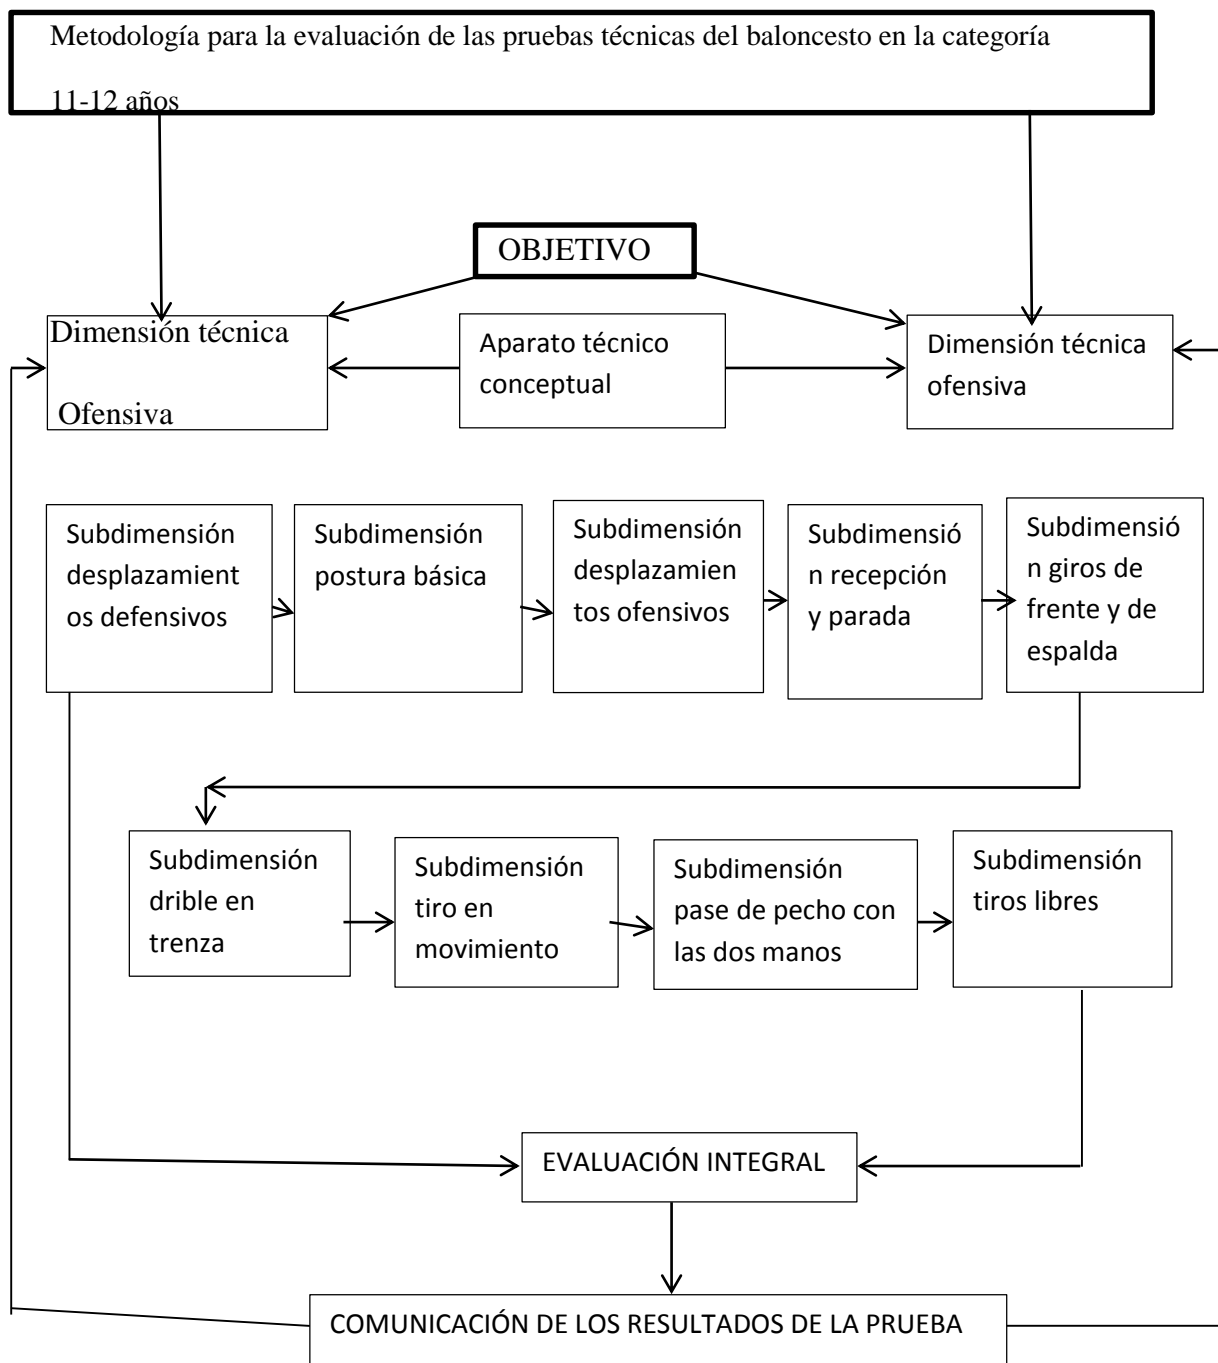 Metodología para la evaluación de las pruebas técnicas del baloncesto en la categoría
11-12 años
OBJETIVO
Dimensión técnica
Ofensiva
Aparato técnico
conceptual
Dimensión técnica
ofensiva
Subdimensión
desplazamient
os defensivos
Subdimensión
postura básica
Subdimensión
desplazamien
tos ofensivos
Subdimensió
n recepción
y parada
Subdimensió
n giros de
frente y de
espalda
Subdimensión
drible en
trenza
Subdimensión
tiro en
movimiento
Subdimensión
pase de pecho con
las dos manos
Subdimensión
tiros libres
EVALUACIÓN INTEGRAL
COMUNICACIÓN DE LOS RESULTADOS DE LA PRUEBA